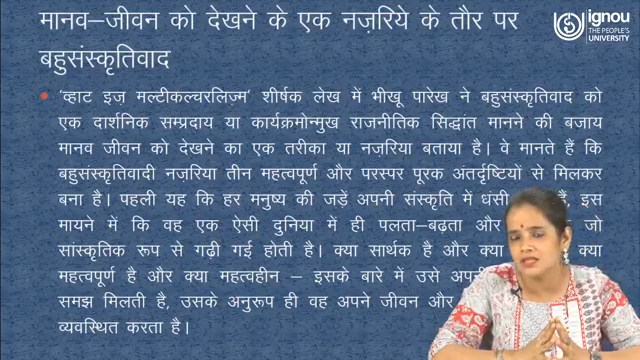 मानव–जीवन को देखने के एक नज़रिये के तौर पर
बहुसंस्कृतिवाद
ignou
THE PEOPLE'S
UNIVERSITY
• 'व्हाट इज़ मल्टीकल्चरलिज़्म' शीर्षक लेख में भीखू पारेख ने बहुसंस्कृतिवाद को
एक दार्शनिक सम्प्रदाय या कार्यक्रमोन्मुख राजनीतिक सिद्धांत मानने की बजाय
मानव जीवन को देखने का एक तरीका या नज़रिया बताया है। वे मानते हैं कि
बहुसंस्कृतिवादी नज़रिया तीन महत्वपूर्ण और परस्पर पूरक अंतर्दृष्टियों से मिलकर
बना है। पहली यह कि हर मनुष्य की जड़ें अपनी संस्कृति में धंसी हैं, इस
मायने में कि वह एक ऐसी दुनिया में ही पलता–बढ़ता और जो
सांस्कृतिक रूप से गढ़ी गई होती है। क्या सार्थक है और क्या क्या
महत्वपूर्ण है और क्या महत्वहीन – इसके बारे में उसे
समझ मिलती है, उसके अनुरूप ही वह अपने जीवन और
व्यवस्थित करता है।